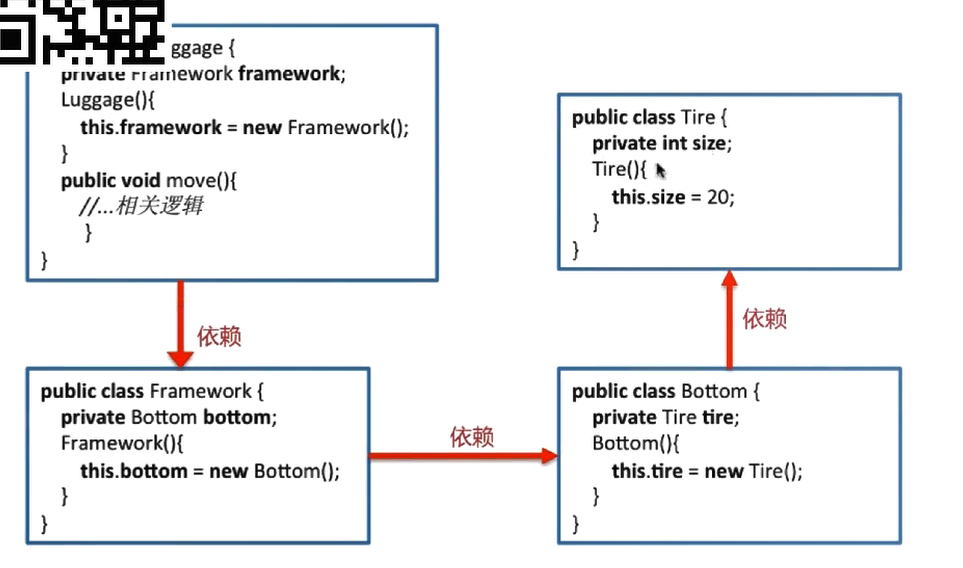 ggage {
private Framework framework;
Luggage(){
this.framework = new Framework();
}
public void move(){
//...相关逻辑
}
}
依赖
public class Framework {
private Bottom bottom;
Framework(){
this.bottom = new Bottom();
}
}
依赖
public class Bottom {
private Tire tire;
Bottom(){
this.tire = new Tire();
}
}
依赖
public class Tire {
private int size;
Tire(){
this.size = 20;
}
}